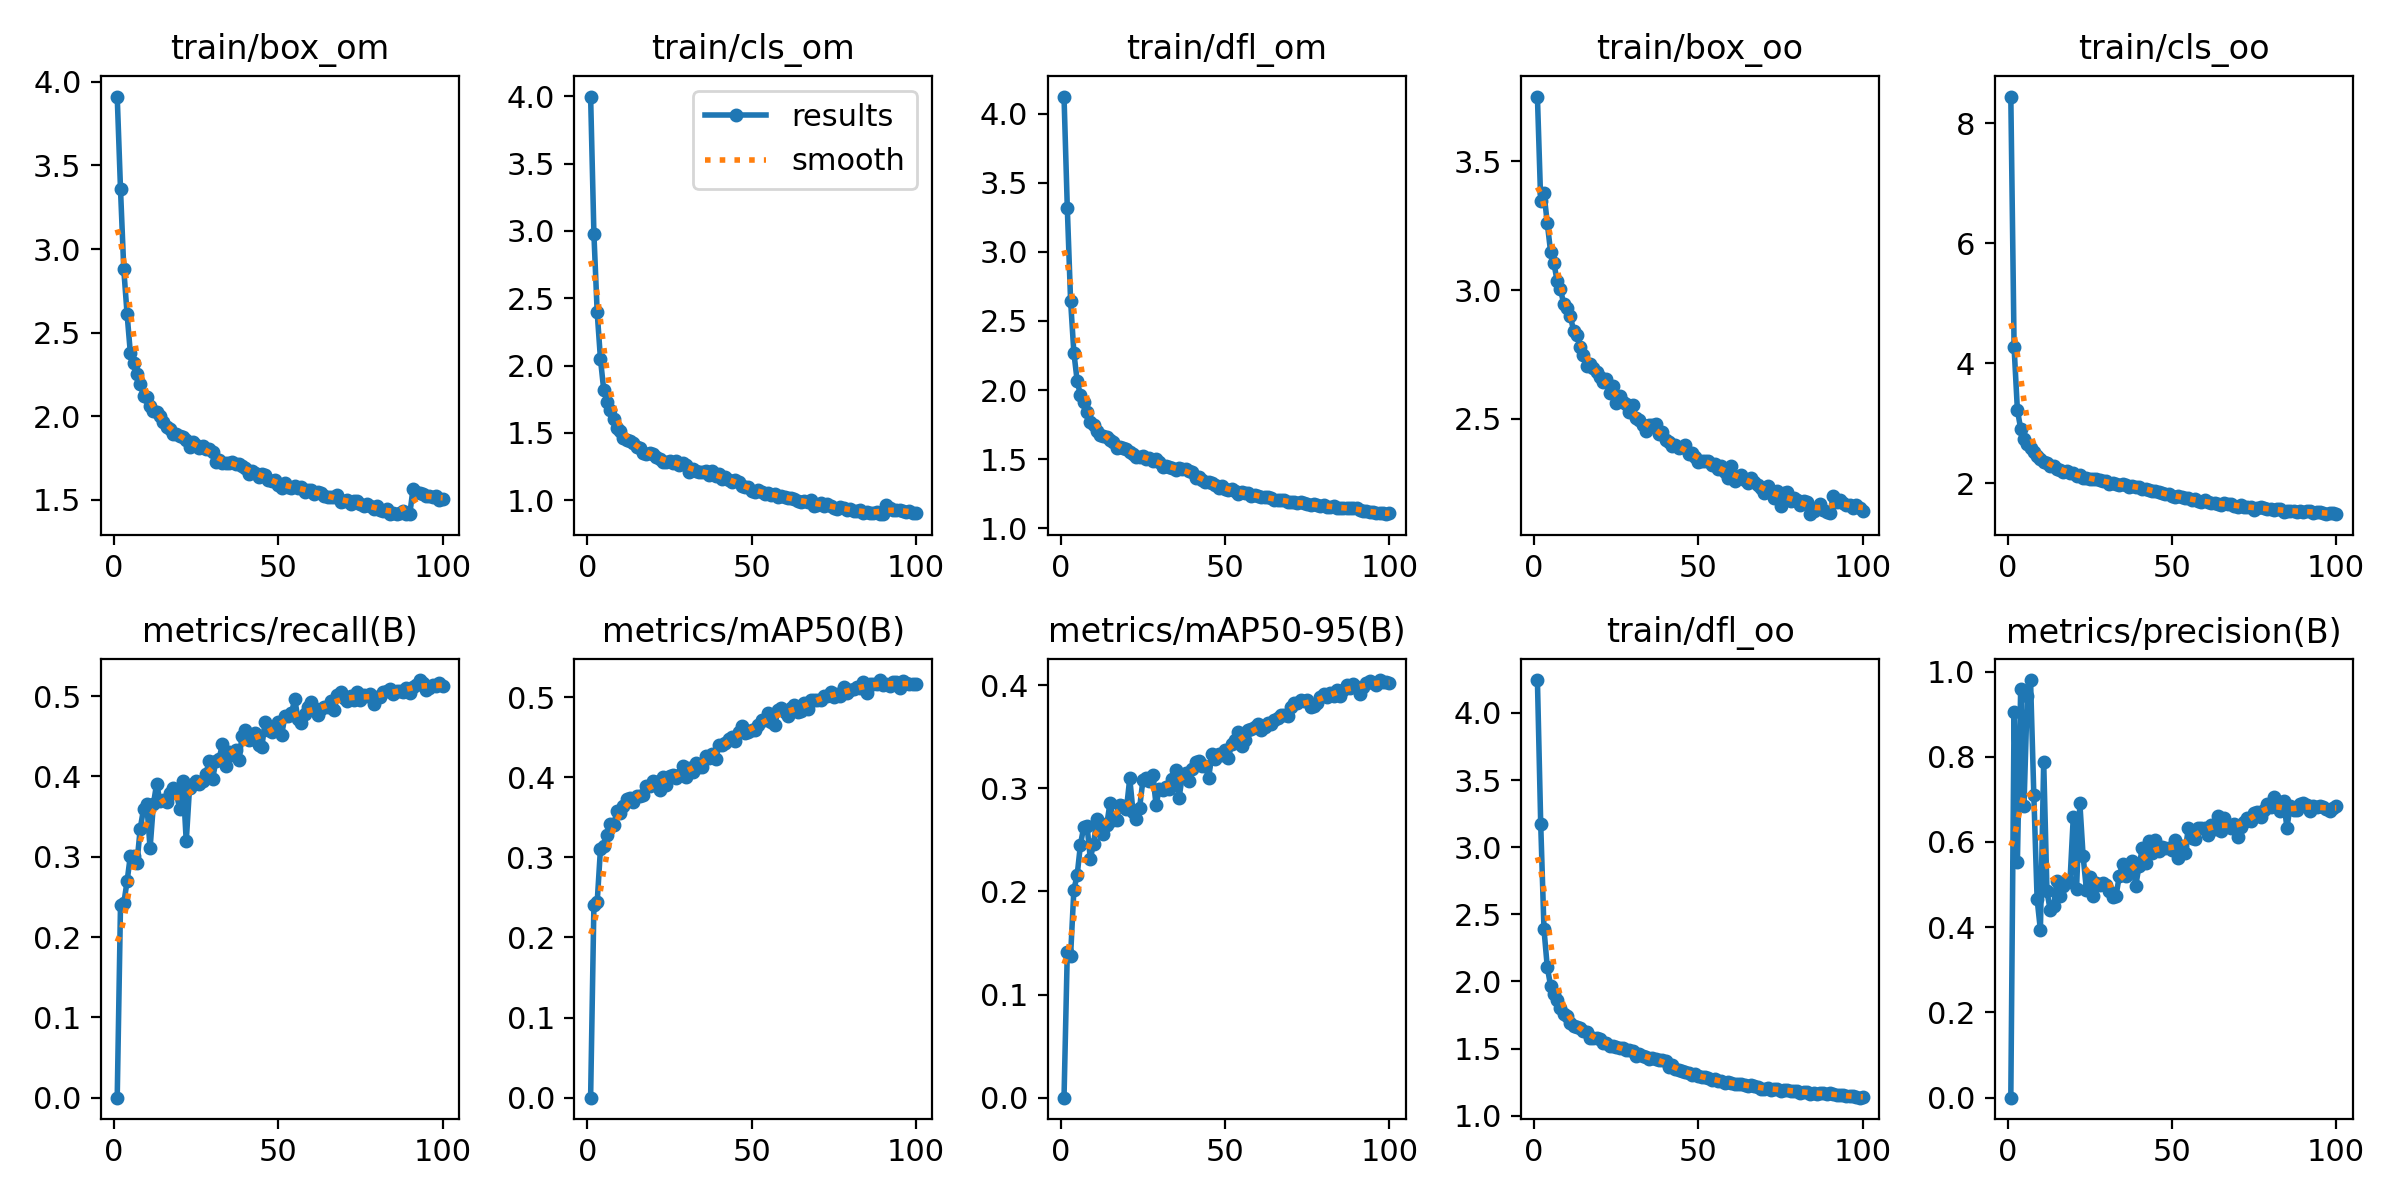 train/box_om
4.0
3.5
3.0
2.5
2.0
1.5
0 50 100
train/cls_om
results
smooth
4.0
3.5
3.0
2.5
2.0
1.5
1.0
0 50 100
train/dfl_om
4.0
3.5
3.0
2.5
2.0
1.5
1.0
0 50 100
train/box_oo
3.5
3.0
2.5
0 50 100
train/cls_oo
8
6
4
2
0 50 100
metrics/recall(B)
0.5
0.4
0.3
0.2
0.1
0.0
0 50 100
metrics/mAP50(B)
0.5
0.4
0.3
0.2
0.1
0.0
0 50 100
metrics/mAP50-95(B)
0.4
0.3
0.2
0.1
0.0
0 50 100
train/dfl_oo
4.0
3.5
3.0
2.5
2.0
1.5
1.0
0 50 100
metrics/precision(B)
1.0
0.8
0.6
0.4
0.2
0.0
0 50 100